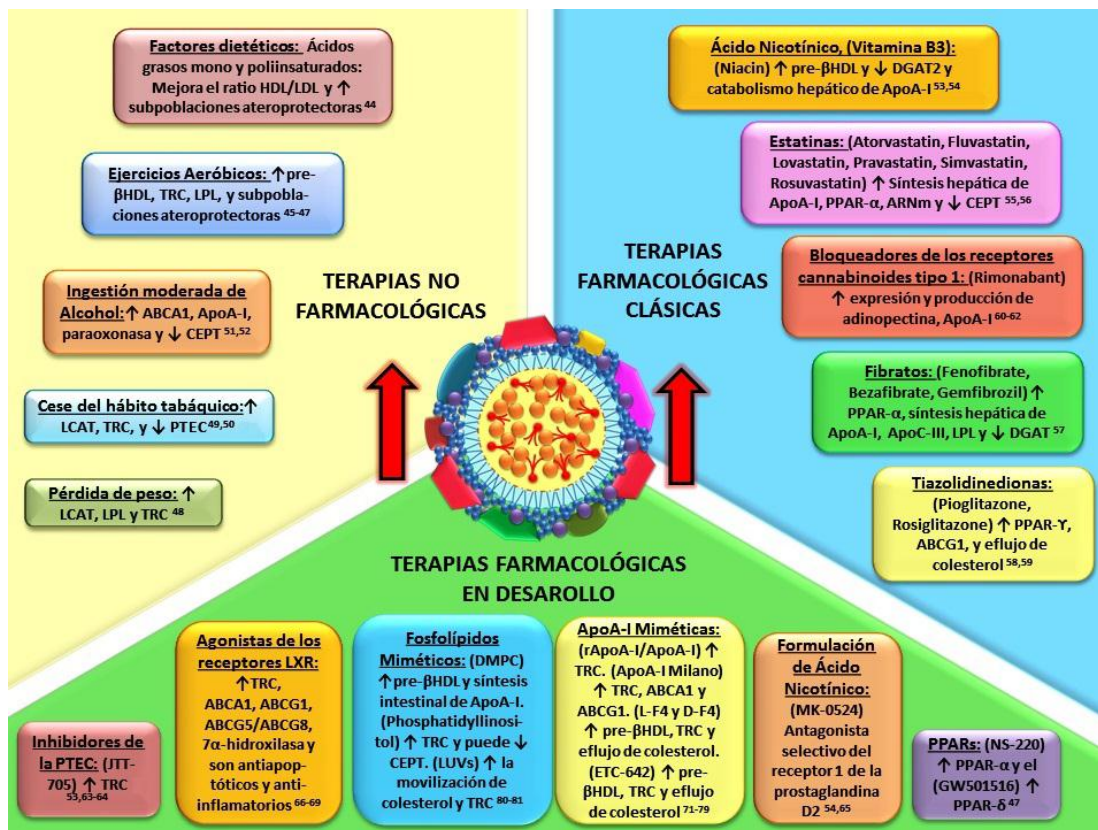 Factores dietéticos: Ácidos
grasos mono y poliinsaturados:
Mejora el ratio HDL/LDL y ↑
subpoblaciones ateroprotectoras 44
Ejercicios Aeróbicos: ↑pre-
βHDL, TRC, LPL, y subpobla-
ciones ateroprotectoras 45-47
Ingestión moderada de
Alcohol:↑ ABCA1, ApoA-I,
paraoxonasa y ↓ CEPT 51,52
Cese del hábito tabáquico:↑
LCAT, TRC, y ↓ PTEC49,50
Pérdida de peso: ↑
LCAT, LPL y TRC 48
TERAPIAS NO
FARMACOLÓGICAS
Ácido Nicotínico, (Vitamina B3):
(Niacin) ↑ pre-βHDL y ↓ DGAT2 y
catabolismo hepático de ApoA-I 53,54
Estatinas: (Atorvastatin, Fluvastatin,
Lovastatin, Pravastatin, Simvastatin,
Rosuvastatin) ↑ Síntesis hepática de
ApoA-I, PPAR-α, ARNm y ↓ CEPT 55,56
Bloqueadores de los receptores
cannabinoides tipo 1: (Rimonabant)
↑ expresión y producción de
adinopectina, ApoA-I 60-62
Fibratos: (Fenofibrate,
Bezafibrate, Gemfibrozil) ↑
PPAR-α, síntesis hepática de
ApoA-I, ApoC-III, LPL y ↓ DGAT 57
Tiazolidinedionas:
(Pioglitazone,
Rosiglitazone) ↑ PPAR-ϒ,
ABCG1, y eflujo de
colesterol 58,59
TERAPIAS
FARMACOLÓGICAS
CLÁSICAS
TERAPIAS FARMACOLÓGICAS
EN DESAROLLO
Inhibidores de
la PTEC: (JTT-
705) ↑ TRC
53,63-64
Agonistas de los
receptores LXR:
↑TRC,
ABCA1, ABCG1,
ABCG5/ABCG8,
7α-hidroxilasa y
son antiapop-
tóticos y anti-
inflamatorios 66-69
Fosfolípidos
Miméticos: (DMPC)
↑pre-βHDL y síntesis
intestinal de ApoA-I.
(Phosphatidyllinosi-
tol) ↑ TRC y puede ↓
CEPT. (LUVs) ↑ la
movilización de
colesterol y TRC 80-81
ApoA-I Miméticas:
(rApoA-I/ApoA-I) ↑
TRC. (ApoA-I Milano)
↑ TRC, ABCA1 y
ABCG1. (L-F4 y D-F4)
↑ pre-βHDL, TRC y
eflujo de colesterol.
(ETC-642) ↑ pre-
βHDL, TRC y eflujo
de colesterol 71-79
Formulación
de Ácido
Nicotínico:
(MK-0524)
Antagonista
selectivo del
receptor 1 de la
prostaglandina
D2 54,65
PPARs: (NS-220)
↑ PPAR-α y el
(GW501516) ↑
PPAR-δ 47